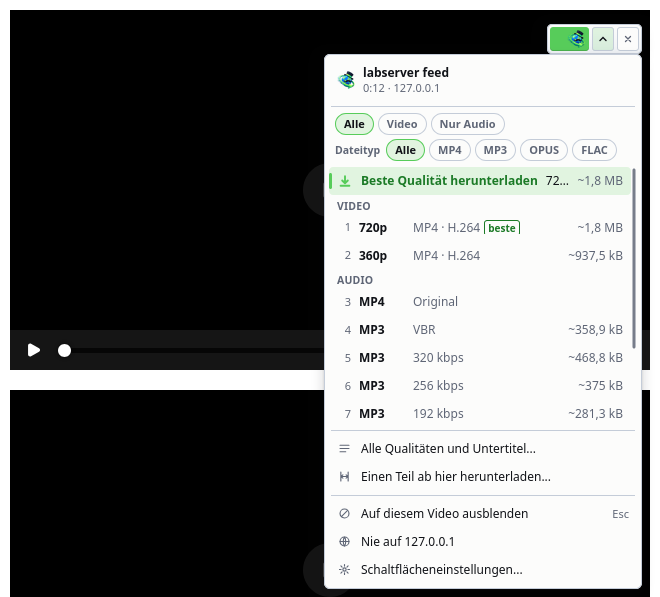 labserver feed
0:12 · 127.0.0.1
Alle Video Nur Audio
Dateityp Alle MP4 MP3 OPUS FLAC
Beste Qualität herunterladen 72... ~1,8 MB
VIDEO
1 720p MP4 · H.264 beste ~1,8 MB
2 360p MP4 · H.264 ~937,5 kB
AUDIO
3 MP4 Original
4 MP3 VBR ~358,9 kB
5 MP3 320 kbps ~468,8 kB
6 MP3 256 kbps ~375 kB
7 MP3 192 kbps ~281,3 kB
Alle Qualitäten und Untertitel...
Einen Teil ab hier herunterladen...
Auf diesem Video ausblenden Esc
Nie auf 127.0.0.1
Schaltflächeneinstellungen...